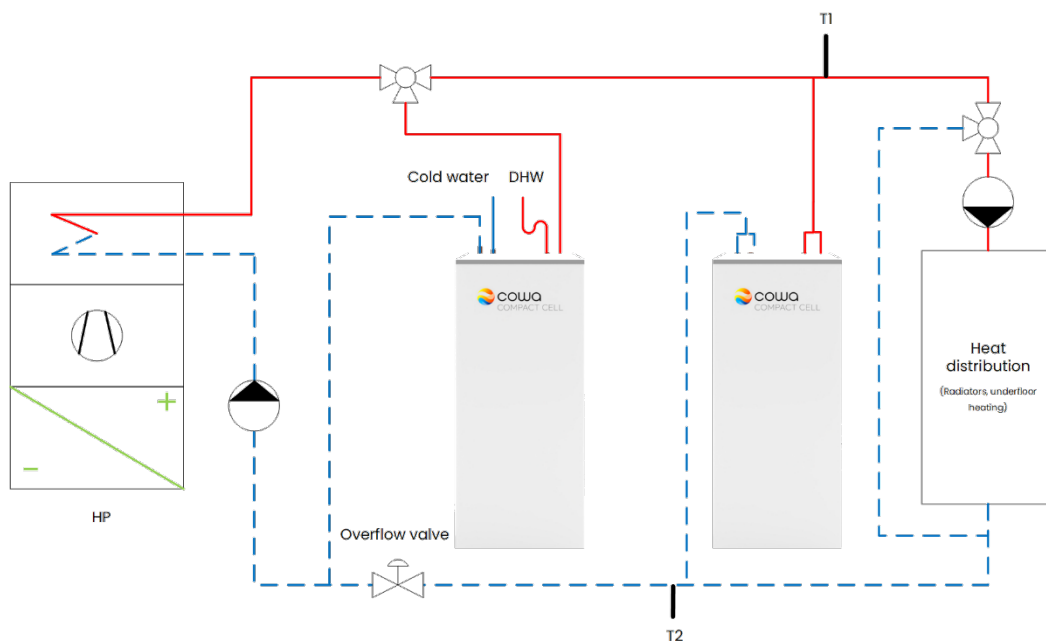 T1
Cold water
DHW
cowa
COMPACT CELL
cowa
COMPACT CELL
Heat
distribution
(Radiators, underfloor
heating)
+
−
HP
Overflow valve
T2